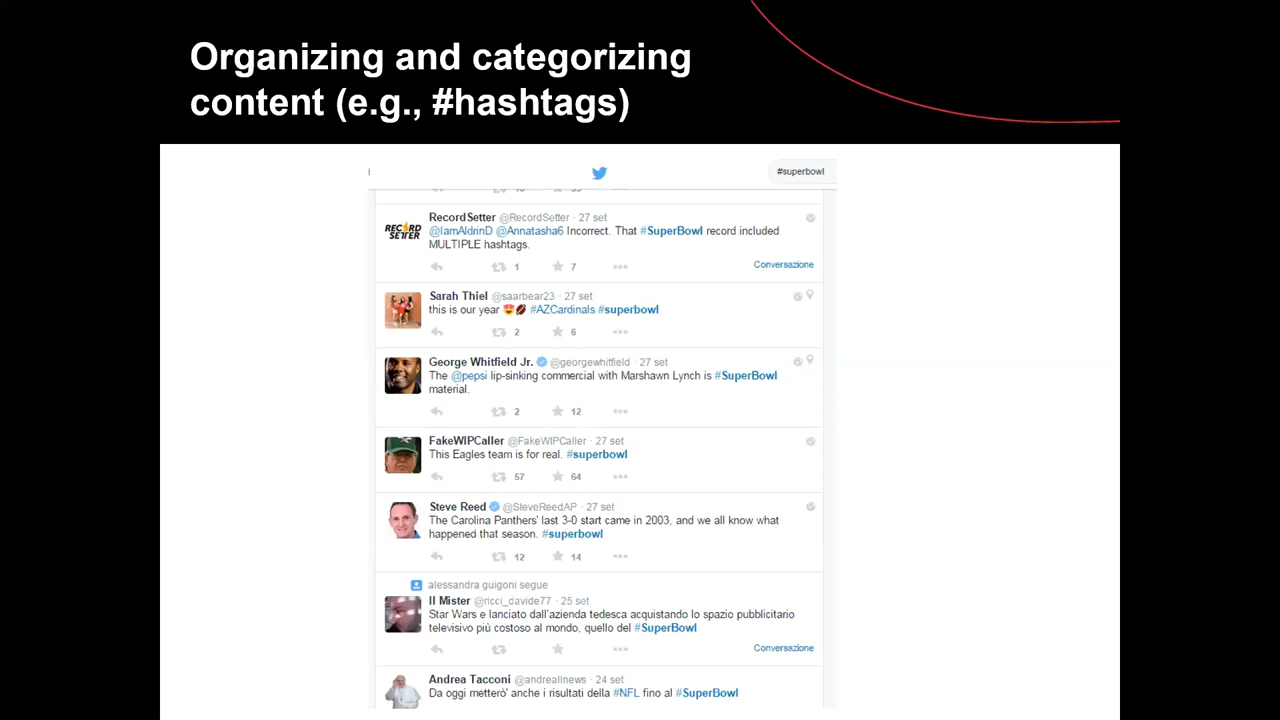 Organizing and categorizing
content (e.g., #hashtags)
#superbowl
RECORD
SETTER
RecordSetter @RecordSetter · 27 set
@IamAldrinD @Annatasha6 Incorrect. That #SuperBowl record included
MULTIPLE hashtags.
1 7 Conversazione
Sarah Thiel @saarbear23 · 27 set
this is our year 😍🏈 #AZCardinals #superbowl
2 6
George Whitfield Jr. @georgewhitfield · 27 set
The @pepsi lip-sinking commercial with Marshawn Lynch is #SuperBowl
material.
2 12
FakeWIPCaller @FakeWIPCaller · 27 set
This Eagles team is for real. #superbowl
57 64
Steve Reed @SteveReedAP · 27 set
The Carolina Panthers' last 3-0 start came in 2003, and we all know what
happened that season. #superbowl
12 14
alessandra guigoni segue
Il Mister @ricci_davide77 · 25 set
Star Wars e lanciato dall'azienda tedesca acquistando lo spazio pubblicitario
televisivo più costoso al mondo, quello del #SuperBowl
Conversazione
Andrea Tacconi @andreallnews · 24 set
Da oggi metterò' anche i risultati della #NFL fino al #SuperBowl